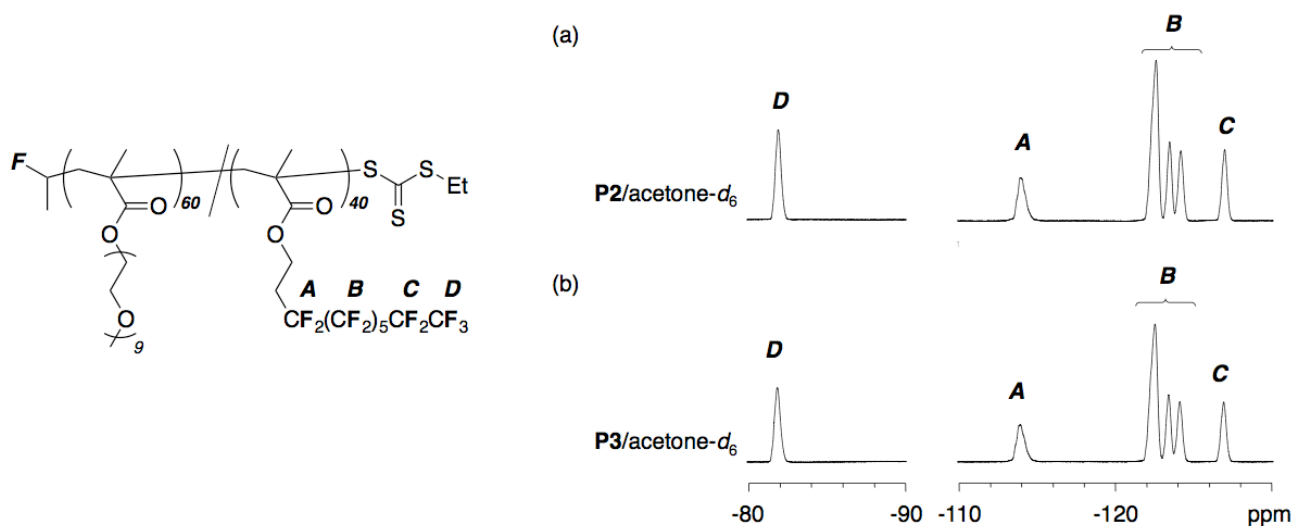 (a)
B
D
A
C
P2/acetone-d6
F
60
40
S
S
Et
S
O
O
O
O
O
9
A B C D
CF2(CF2)5CF2CF3
(b)
B
D
A
C
P3/acetone-d6
-80 -90 -110 -120 ppm